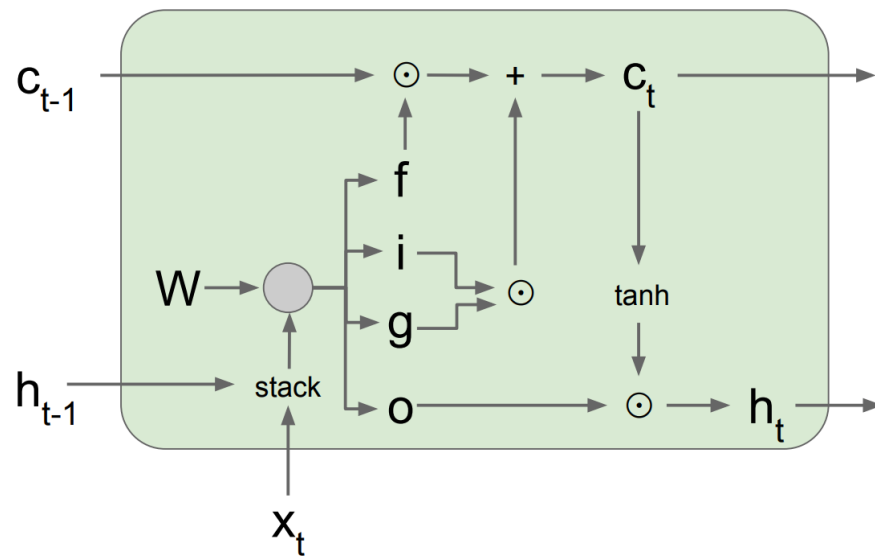 c_{t-1} ⊙ + c_t
f
i
W ⊙ tanh
g
h_{t-1} stack o ⊙ h_t
x_t